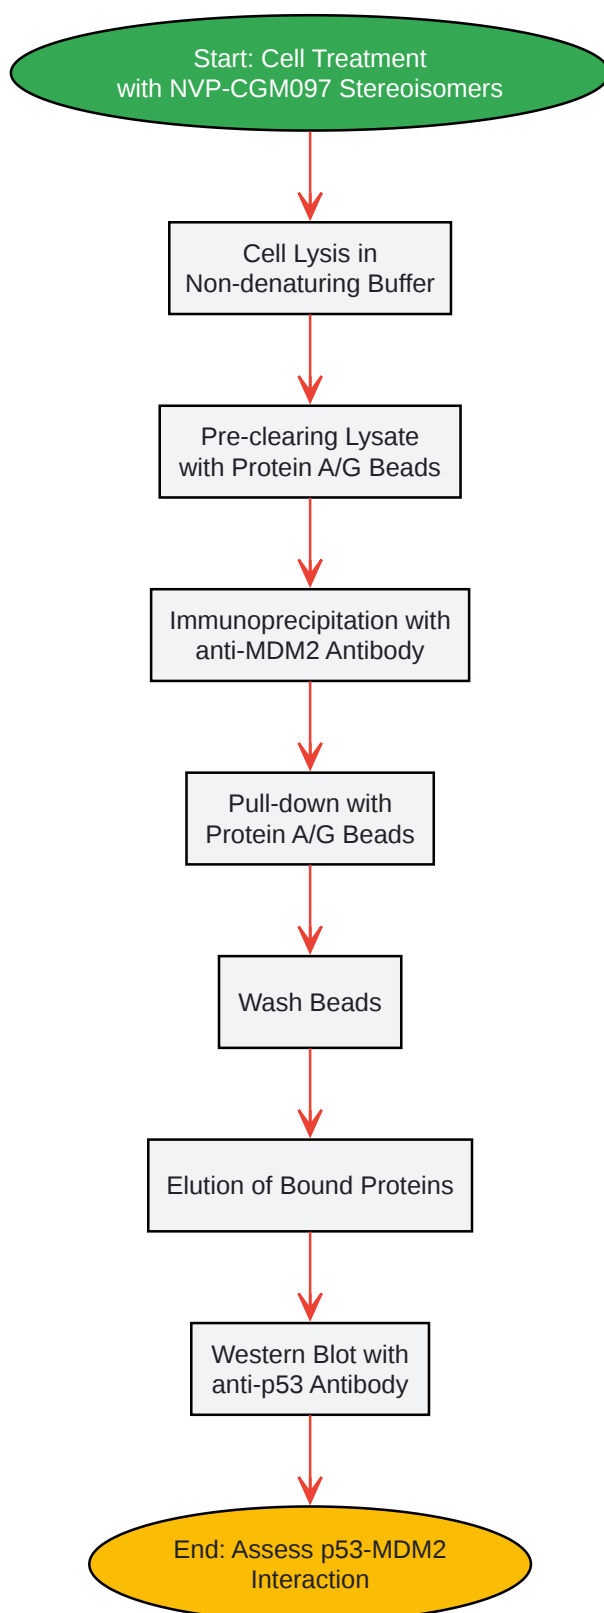 Start: Cell Treatment
with NVP-CGM097 Stereoisomers
Cell Lysis in
Non-denaturing Buffer
Pre-clearing Lysate
with Protein A/G Beads
Immunoprecipitation with
anti-MDM2 Antibody
Pull-down with
Protein A/G Beads
Wash Beads
Elution of Bound Proteins
Western Blot with
anti-p53 Antibody
End: Assess p53-MDM2
Interaction